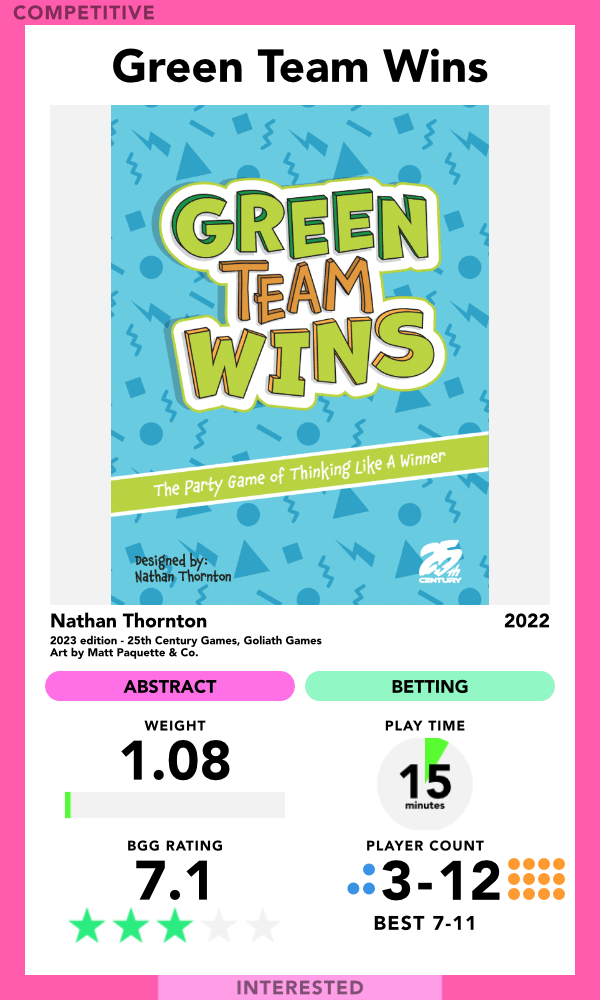 COMPETITIVE
Green Team Wins
GREEN
TEAM
WINS
The Party Game of Thinking Like A Winner
Designed by:
Nathan Thornton
25th
CENTURY
Nathan Thornton
2022
2023 edition - 25th Century Games, Goliath Games
Art by Matt Paquette & Co.
ABSTRACT
BETTING
WEIGHT
1.08
PLAY TIME
15
minutes
BGG RATING
7.1
PLAYER COUNT
3-12
BEST 7-11
INTERESTED